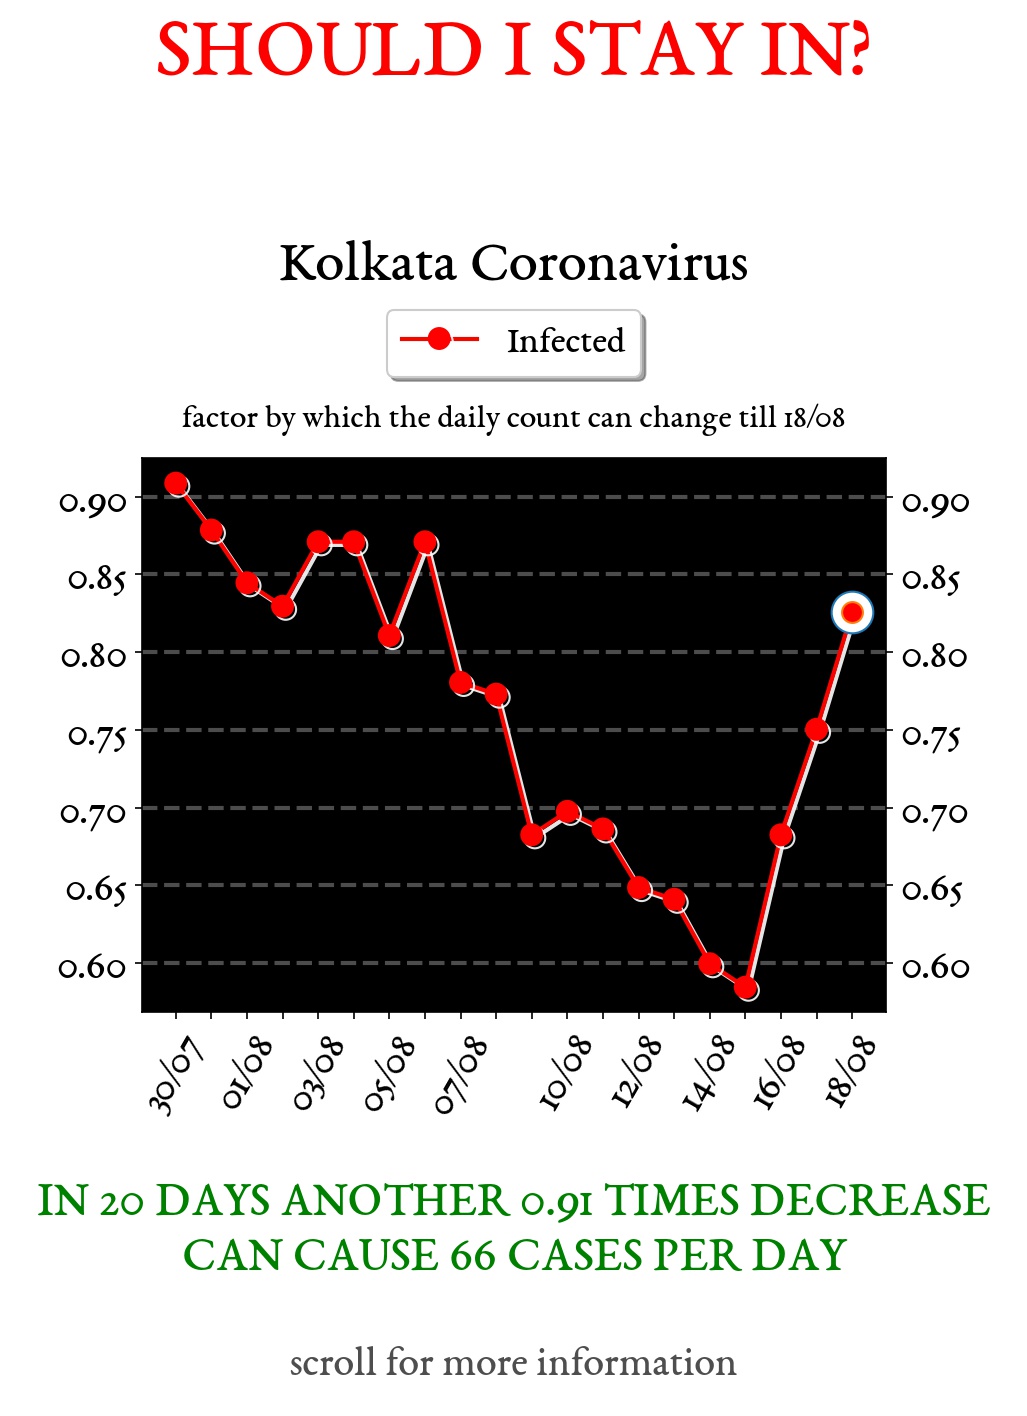 SHOULD I STAY IN?
Kolkata Coronavirus
Infected
factor by which the daily count can change till 18/08
0.90 0.90
0.85 0.85
0.80 0.80
0.75 0.75
0.70 0.70
0.65 0.65
0.60 0.60
30/07 01/08 03/08 05/08 07/08 10/08 12/08 14/08 16/08 18/08
IN 20 DAYS ANOTHER 0.91 TIMES DECREASE
CAN CAUSE 66 CASES PER DAY
scroll for more information